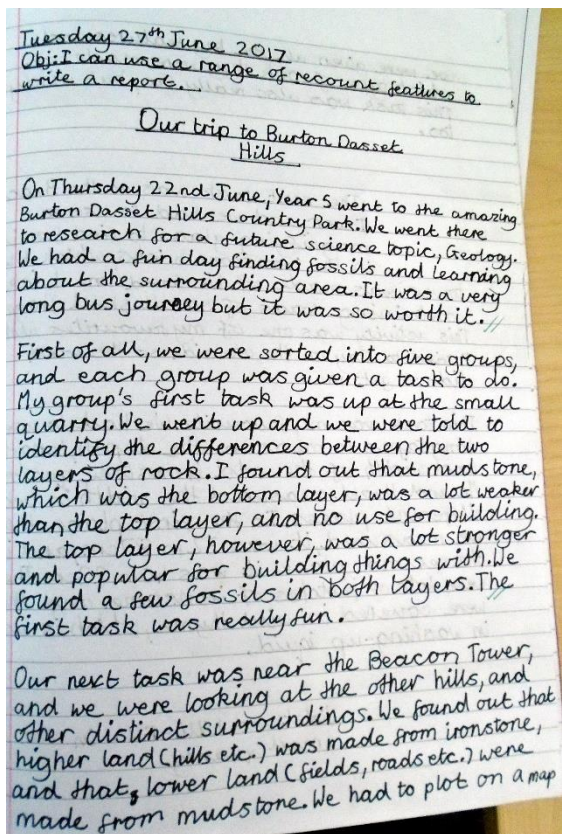 Tuesday 27th June 2017
Obj: I can use a range of recount features to
write a report.
Our trip to Burton Dasset
Hills
On Thursday 22nd June, Year 5 went to the amazing
Burton Dasset Hills Country Park. We went there
to research for a future science topic, Geology.
We had a fun day finding fossils and learning
about the surrounding area. It was a very
long bus journey but it was so worth it.
First of all, we were sorted into five groups,
and each group was given a task to do.
My group's first task was up at the small
quarry. We went up and we were told to
identify the differences between the two
layers of rock. I found out that mudstone,
which was the bottom layer, was a lot weaker
than the top layer, and no use for building.
The top layer, however, was a lot stronger
and popular for building things with. We
found a few fossils in both layers. The
first task was really fun.
Our next task was near the Beacon Tower,
and we were looking at the other hills, and
other distinct surroundings. We found out that
higher land (hills etc.) was made from ironstone,
and that, lower land (fields, roads etc.) were
made from mudstone. We had to plot on a map